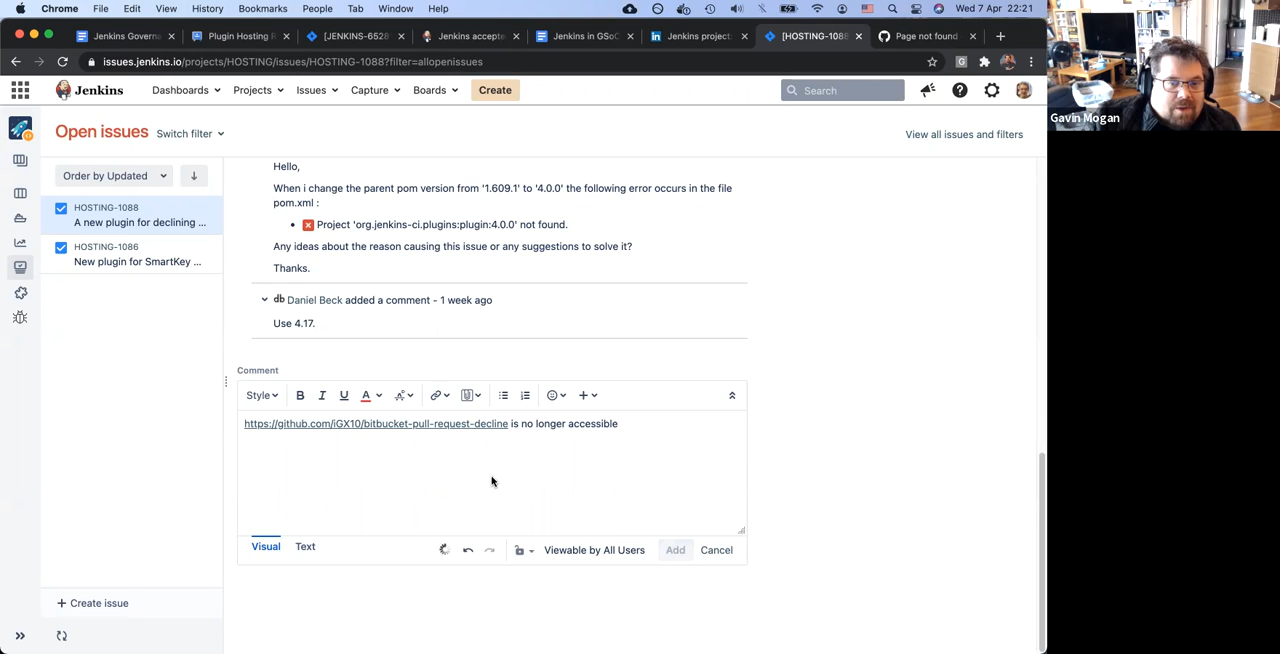 Chrome File Edit View History Bookmarks People Tab Window Help Wed 7 Apr 22:21
Jenkins Governa Plugin Hosting R [JENKINS-6528 Jenkins accepte Jenkins in GSoC Jenkins project: [HOSTING-1088 Page not found
issues.jenkins.io/projects/HOSTING/issues/HOSTING-1088?filter=allopenissues
Jenkins Dashboards Projects Issues Capture Boards Create Search
Open issues Switch filter View all issues and filters
Order by Updated
HOSTING-1088
A new plugin for declining ...
HOSTING-1086
New plugin for SmartKey ...
Create issue
Hello,
When i change the parent pom version from '1.609.1' to '4.0.0' the following error occurs in the file
pom.xml :
• Project 'org.jenkins-ci.plugins:plugin:4.0.0' not found.
Any ideas about the reason causing this issue or any suggestions to solve it?
Thanks.
db Daniel Beck added a comment - 1 week ago
Use 4.17.
Comment
Style B I U A
https://github.com/iGX10/bitbucket-pull-request-decline is no longer accessible
Visual Text Viewable by All Users Add Cancel
Gavin Mogan